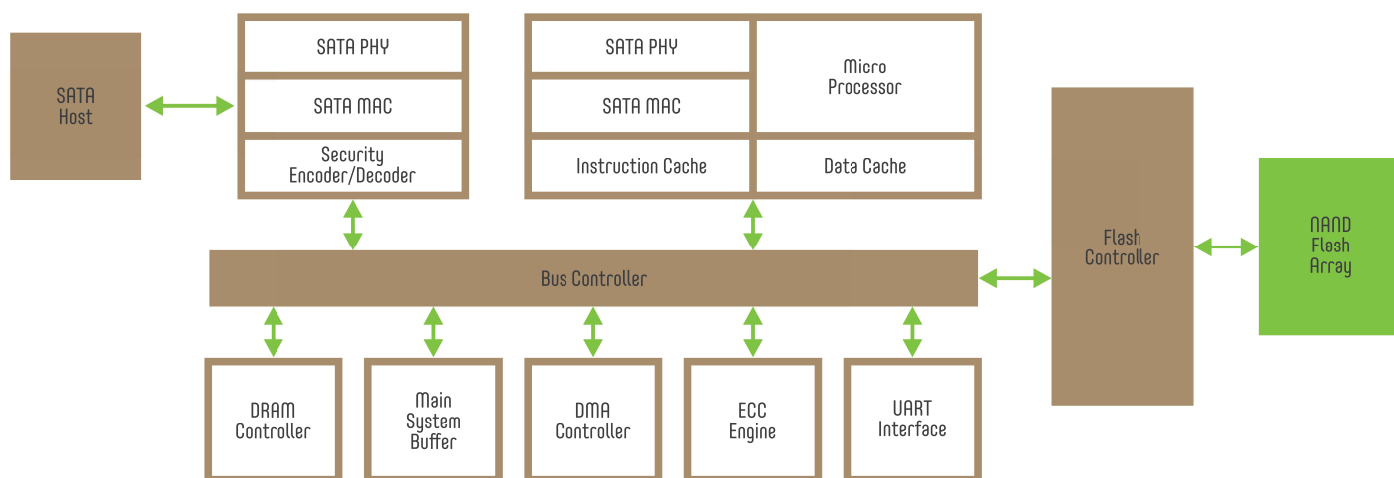 SATA
Host
SATA PHY
SATA MAC
Security
Encoder/Decoder
SATA PHY
SATA MAC
Instruction Cache
Micro
Processor
Data Cache
Bus Controller
Flash
Controller
NAND
Flesh
Array
DRAM
Controller
Main
System
Buffer
DMA
Controller
ECC
Engine
UART
Interface